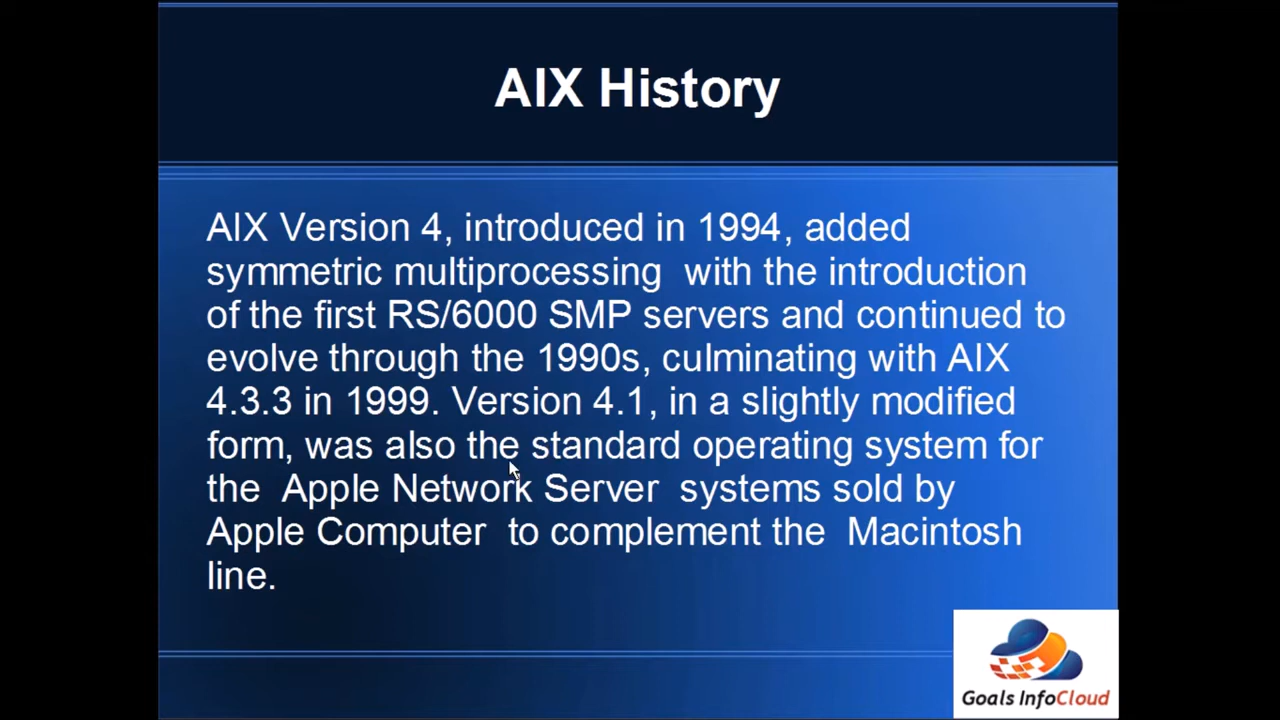 AIX History
AIX Version 4, introduced in 1994, added
symmetric multiprocessing with the introduction
of the first RS/6000 SMP servers and continued to
evolve through the 1990s, culminating with AIX
4.3.3 in 1999. Version 4.1, in a slightly modified
form, was also the standard operating system for
the Apple Network Server systems sold by
Apple Computer to complement the Macintosh
line.
Goals InfoCloud